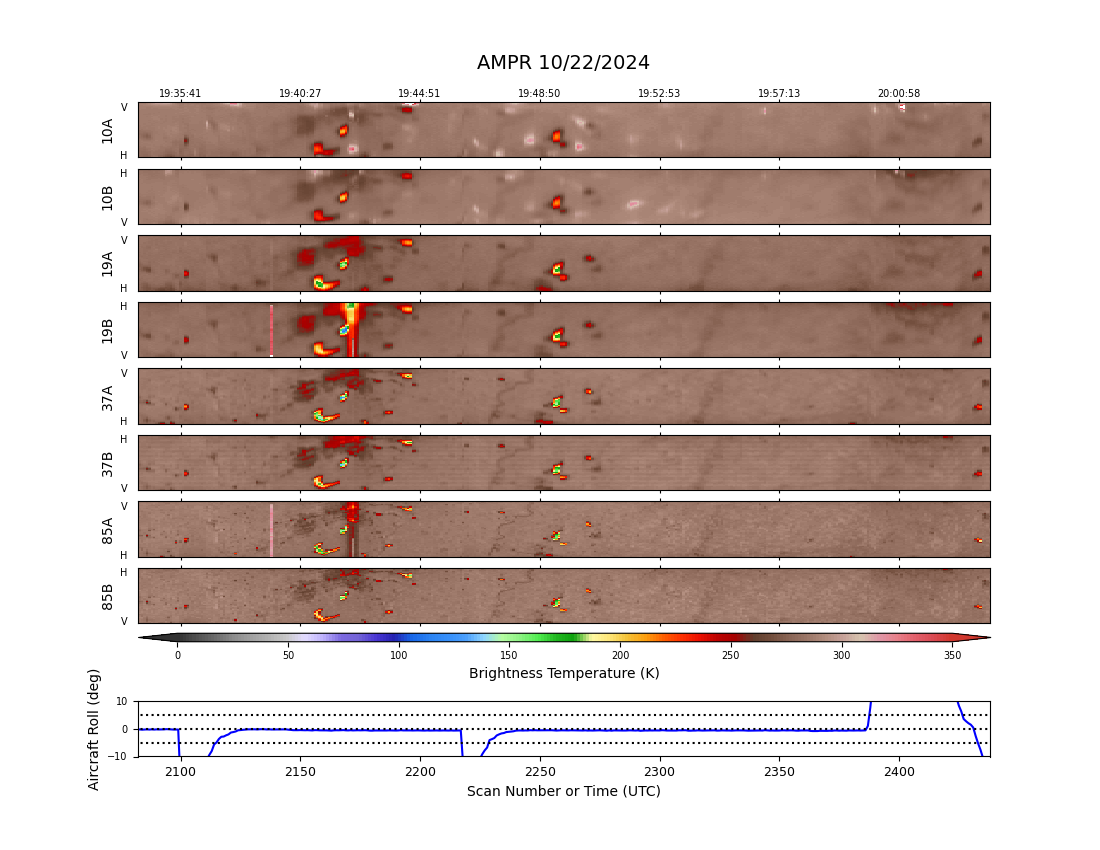 AMPR 10/22/2024
19:35:41 19:40:27 19:44:51 19:48:50 19:52:53 19:57:13 20:00:58
V
10A
H
H
10B
V
V
19A
H
H
19B
V
V
37A
H
H
37B
V
V
85A
H
H
85B
V
0 50 100 150 200 250 300 350
Brightness Temperature (K)
Aircraft Roll (deg)
10
0
−10
2100 2150 2200 2250 2300 2350 2400
Scan Number or Time (UTC)